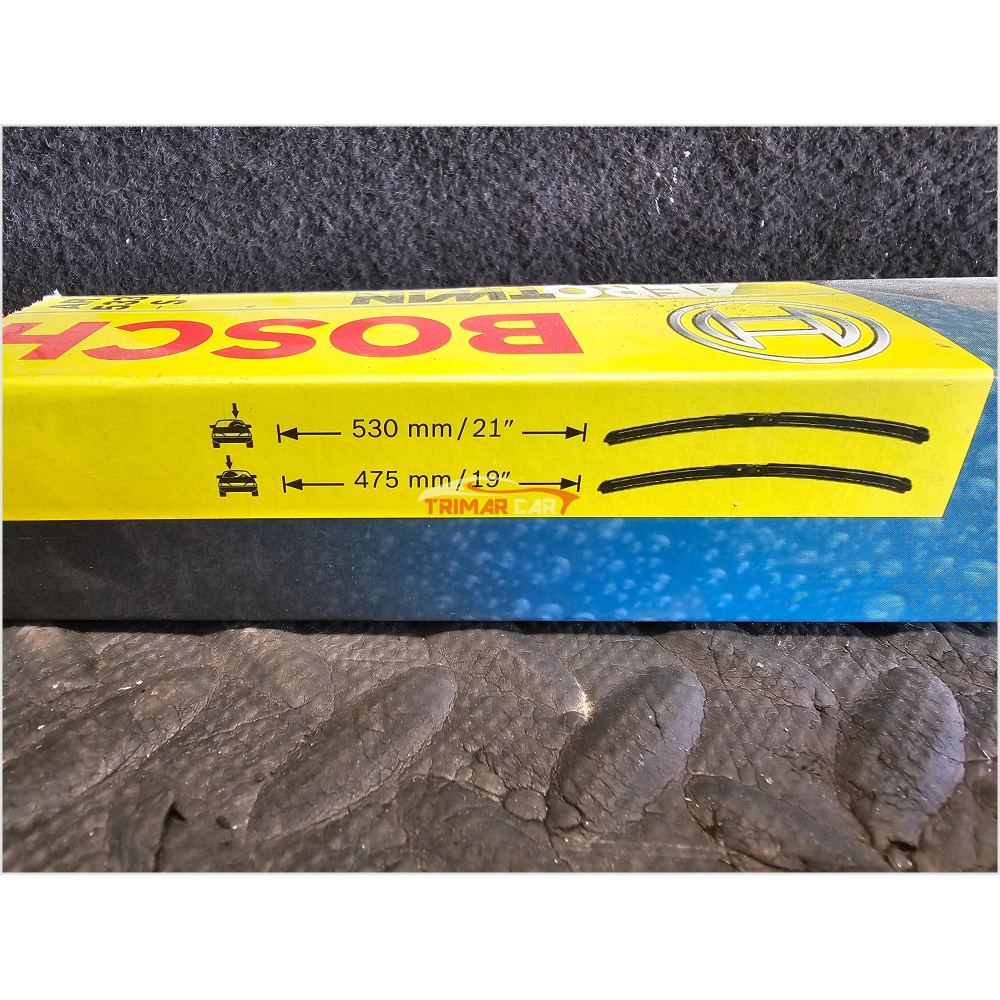 AEROTWIN
BOSCH
530 mm/21"
475 mm/19"
TRIMAR CAR